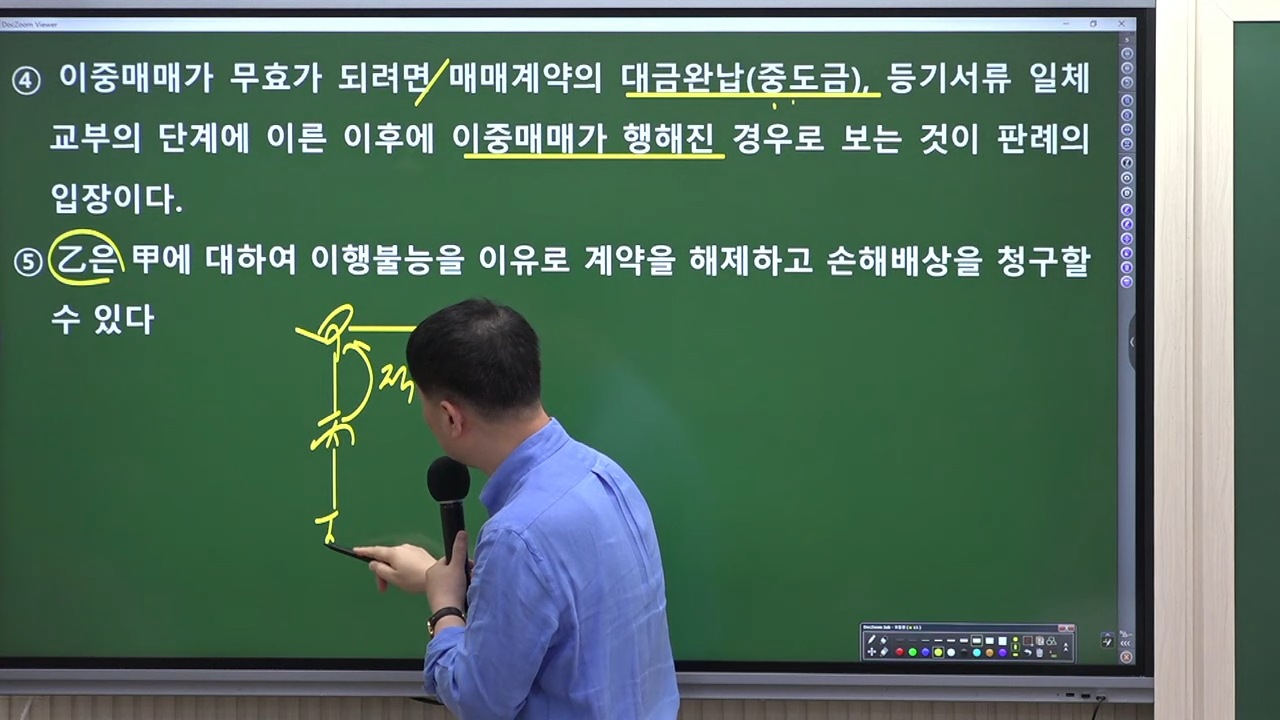 DocZoom Viewer
④ 이중매매가 무효가 되려면/매매계약의 대금완납(중도금), 등기서류 일체
교부의 단계에 이른 이후에 이중매매가 행해진 경우로 보는 것이 판례의
입장이다.
⑤ 乙은 甲에 대하여 이행불능을 이유로 계약을 해제하고 손해배상을 청구할
수 있다